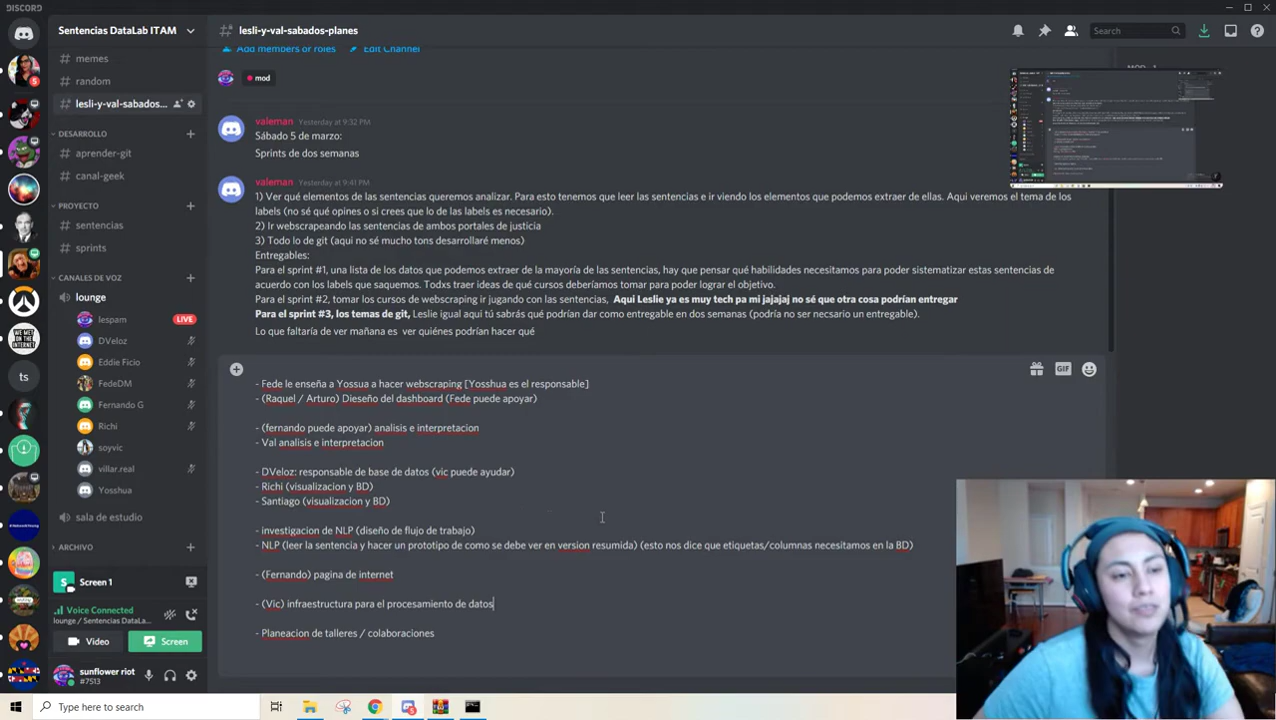 DISCORD
Sentencias DataLab ITAM
lesli-y-val-sabados-planes
Search
memes
random
lesli-y-val-sabados...
DESARROLLO
aprender-git
canal-geek
PROYECTO
sentencias
sprints
CANALES DE VOZ
lounge
lespam LIVE
DVeloz
Eddie Ficio
FedeDM
Fernando G
Richi
soyvic
villar.real
Yosshua
sala de estudio
ARCHIVO
S Screen 1
Voice Connected
lounge / Sentencias DataLa...
Video Screen
sunflower riot
#7513
5
ts
Add members or roles Edit Channel
mod
valeman Yesterday at 9:37 PM
Sábado 5 de marzo:
Sprints de dos semanas
valeman Yesterday at 9:41 PM
1) Ver qué elementos de las sentencias queremos analizar. Para esto tenemos que leer las sentencias e ir viendo los elementos que podemos extraer de ellas. Aquí veremos el tema de los
labels (no sé qué opines o si crees que lo de las labels es necesario).
2) Ir webscrapeando las sentencias de ambos portales de justicia
3) Todo lo de git (aqui no sé mucho tons desarrollaré menos)
Entregables:
Para el sprint #1, una lista de los datos que podemos extraer de la mayoría de las sentencias, hay que pensar qué habilidades necesitamos para poder sistematizar estas sentencias de
acuerdo con los labels que saquemos. Todxs traer ideas de qué cursos deberíamos tomar para poder lograr el objetivo.
Para el sprint #2, tomar los cursos de webscraping ir jugando con las sentencias, Aqui Leslie ya es muy tech pa mi jajajaj no sé que otra cosa podrían entregar
Para el sprint #3, los temas de git, Leslie igual aqui tú sabrás qué podrían dar como entregable en dos semanas (podría no ser necsario un entregable).
Lo que faltaría de ver mañana es ver quiénes podrían hacer qué
- Fede le enseña a Yossua a hacer webscraping [Yosshua es el responsable]
- (Raquel / Arturo) Dieseño del dashboard (Fede puede apoyar)
- (fernando puede apoyar) analisis e interpretacion
- Val analisis e interpretacion
- DVeloz: responsable de base de datos (vic puede ayudar)
- Richi (visualizacion y BD)
- Santiago (visualizacion y BD)
- investigacion de NLP (diseño de flujo de trabajo)
- NLP (leer la sentencia y hacer un prototipo de como se debe ver en version resumida) (esto nos dice que etiquetas/columnas necesitamos en la BD)
- (Fernando) pagina de internet
- (Vic) infraestructura para el procesamiento de datos
- Planeacion de talleres / colaboraciones
GIF
Type here to search